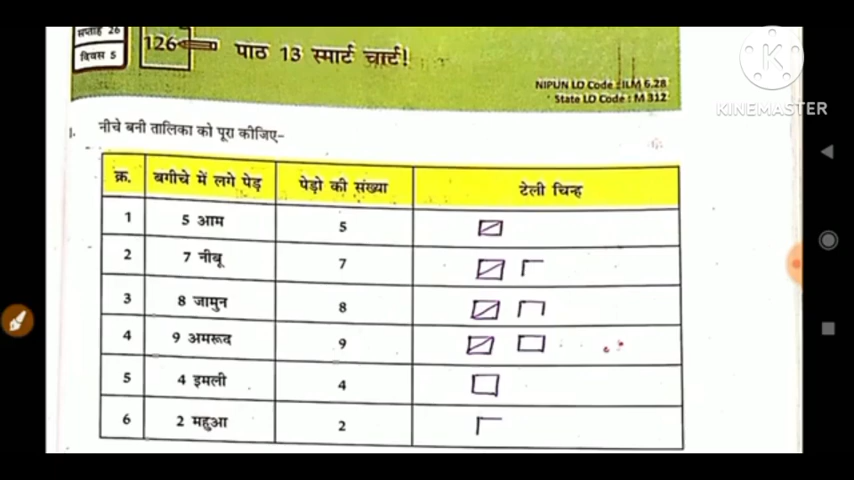 सप्ताह 26
दिवस 5
126
पाठ 13 स्मार्ट चार्ट!
NIPUN LO Code : ILM 6.28
State LO Code : M 312
K
KINEMASTER
1. नीचे बनी तालिका को पूरा कीजिए–
क्र. बगीचे में लगे पेड़ पेड़ो की संख्या टेली चिन्ह
1 5 आम 5
2 7 नीबू 7
3 8 जामुन 8
4 9 अमरूद 9
5 4 इमली 4
6 2 महुआ 2